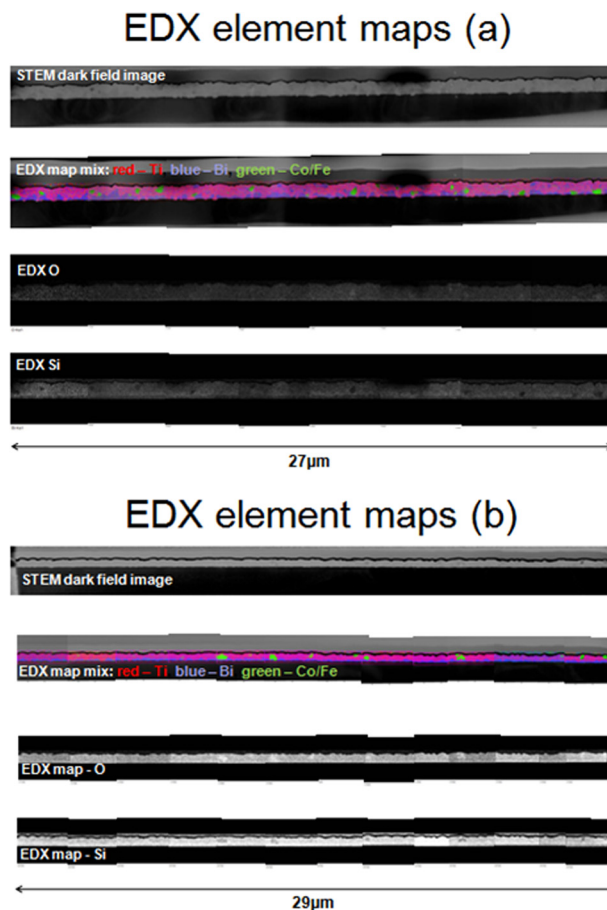 EDX element maps (a)
STEM dark field image
EDX map mix: red – Ti blue – Bi green – Co/Fe
EDX O
EDX Si
27µm
EDX element maps (b)
STEM dark field image
EDX map mix: red – Ti blue – Bi green – Co/Fe
EDX map - O
EDX map - Si
29µm